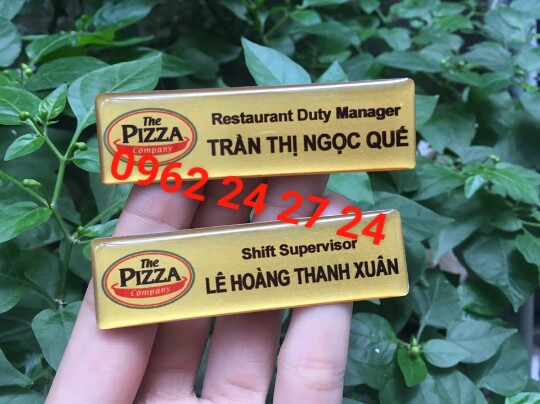 The
PIZZA
Company
Restaurant Duty Manager
TRẦN THỊ NGỌC QUÉ
0962 24 27 24
The
PIZZA
Company
Shift Supervisor
LÊ HOÀNG THANH XUÂN